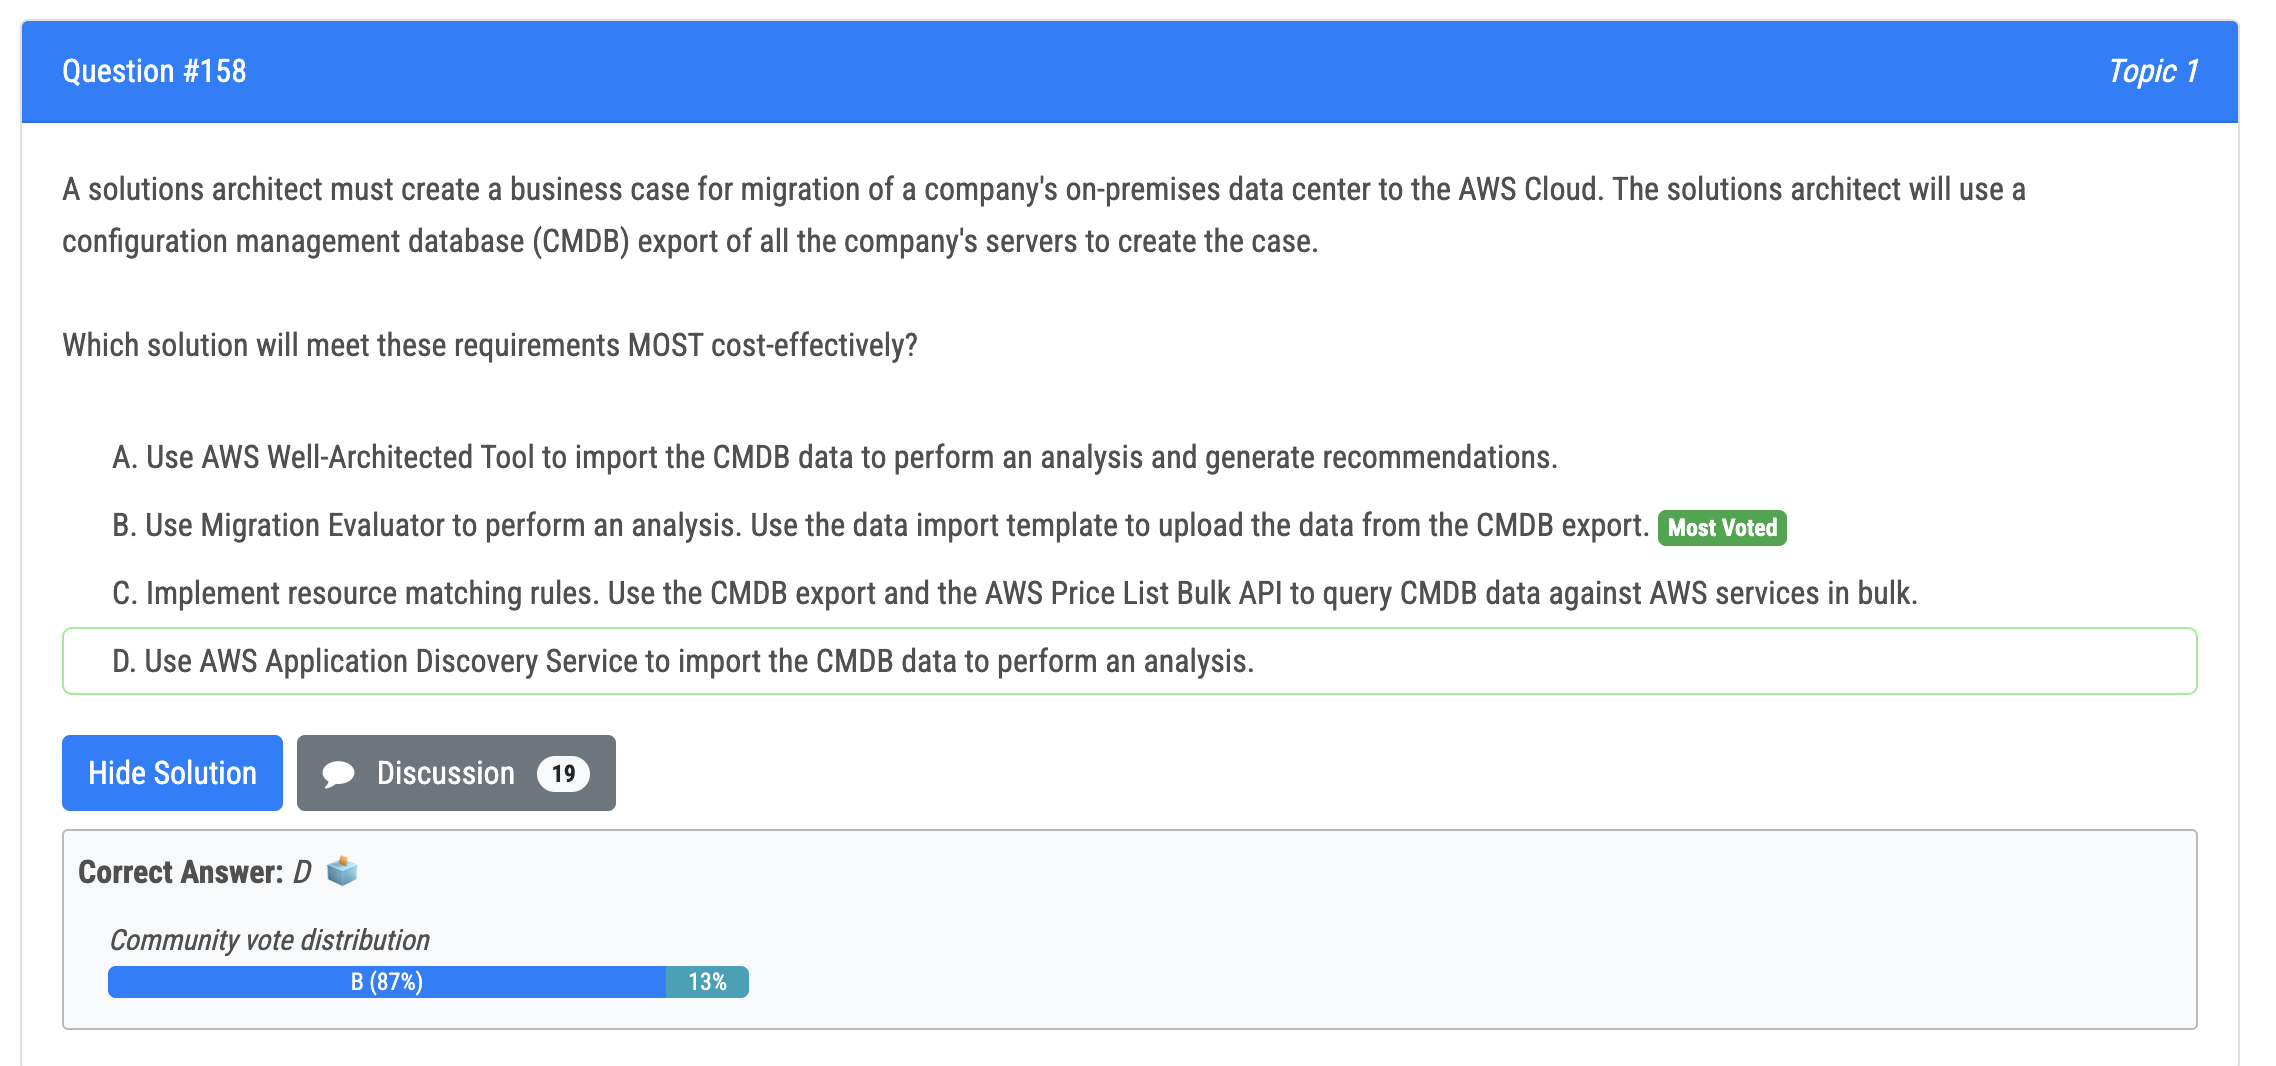 Question #158
Topic 1
A solutions architect must create a business case for migration of a company's on-premises data center to the AWS Cloud. The solutions architect will use a
configuration management database (CMDB) export of all the company's servers to create the case.
Which solution will meet these requirements MOST cost-effectively?
A. Use AWS Well-Architected Tool to import the CMDB data to perform an analysis and generate recommendations.
B. Use Migration Evaluator to perform an analysis. Use the data import template to upload the data from the CMDB export. Most Voted
C. Implement resource matching rules. Use the CMDB export and the AWS Price List Bulk API to query CMDB data against AWS services in bulk.
D. Use AWS Application Discovery Service to import the CMDB data to perform an analysis.
Hide Solution
Discussion 19
Correct Answer: D
Community vote distribution
B (87%)
13%